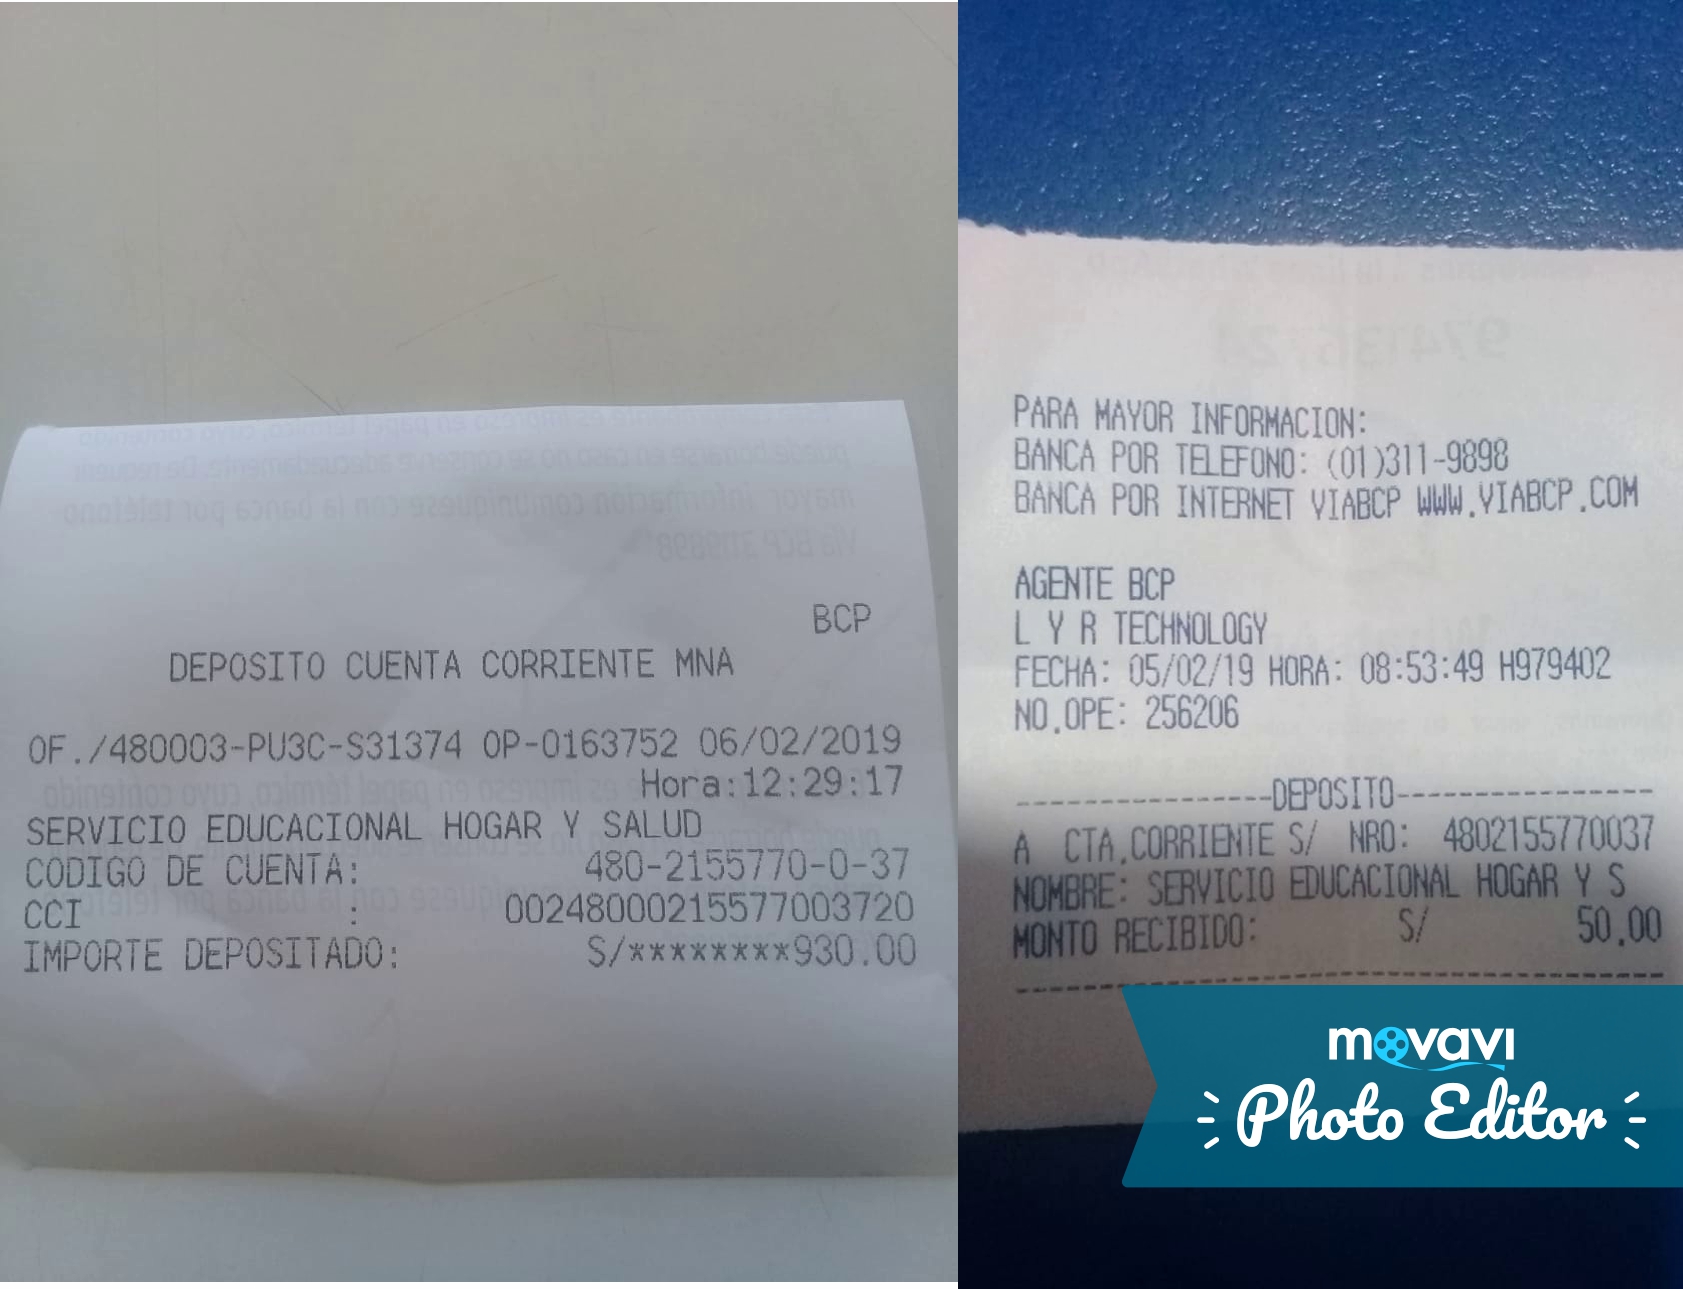 BCP
DEPOSITO CUENTA CORRIENTE MNA
OF./480003-PU3C-S31374 OP-0163752 06/02/2019
Hora:12:29:17
SERVICIO EDUCACIONAL HOGAR Y SALUD
CODIGO DE CUENTA: 480-2155770-0-37
CCI : 00248000215577003720
IMPORTE DEPOSITADO: S/********930.00
PARA MAYOR INFORMACION:
BANCA POR TELEFONO: (01)311-9898
BANCA POR INTERNET VIABCP WWW.VIABCP.COM
AGENTE BCP
L Y R TECHNOLOGY
FECHA: 05/02/19 HORA: 08:53:49 H979402
NO.OPE: 256206
----------------DEPOSITO----------------
A CTA.CORRIENTE S/ NRO: 4802155770037
NOMBRE: SERVICIO EDUCACIONAL HOGAR Y S
MONTO RECIBIDO: S/ 50.00
movavi
Photo Editor